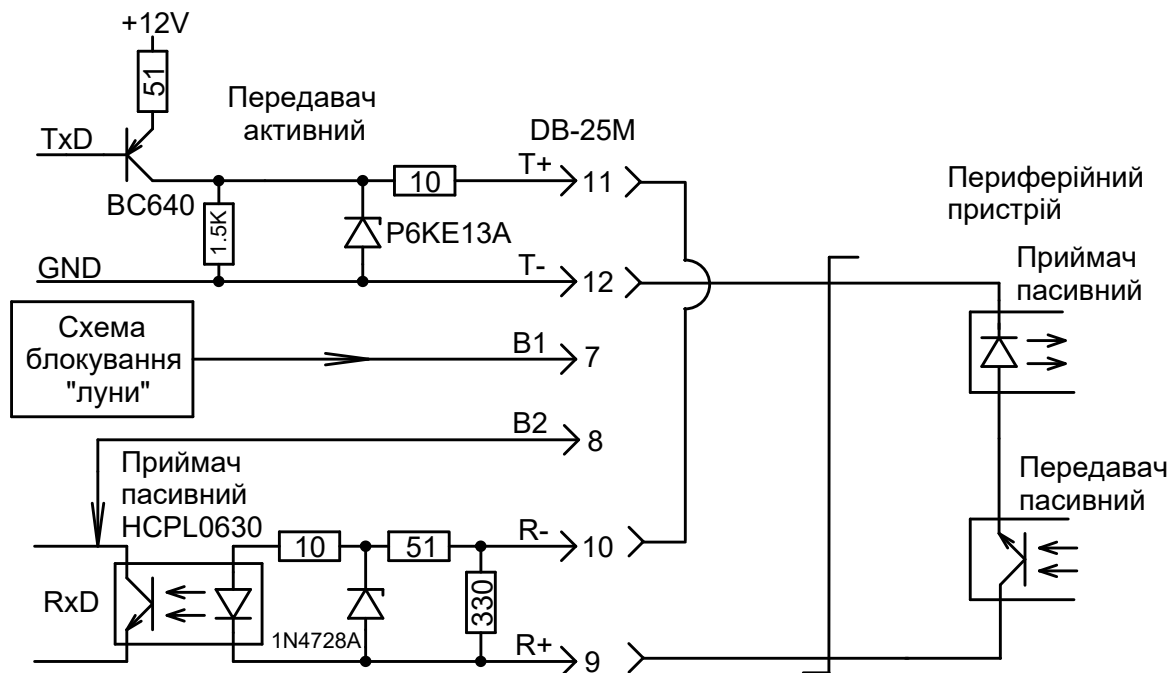 +12V
51
Передавач
активний
TxD
DB-25M
T+
11
10
BC640
1.5K
P6KE13A
Периферійний
пристрій
GND
T-
12
Приймач
пасивний
Схема
блокування
"луни"
B1
7
B2
8
Приймач
пасивний
HCPL0630
Передавач
пасивний
10
51
R-
10
RxD
330
1N4728A
R+
9